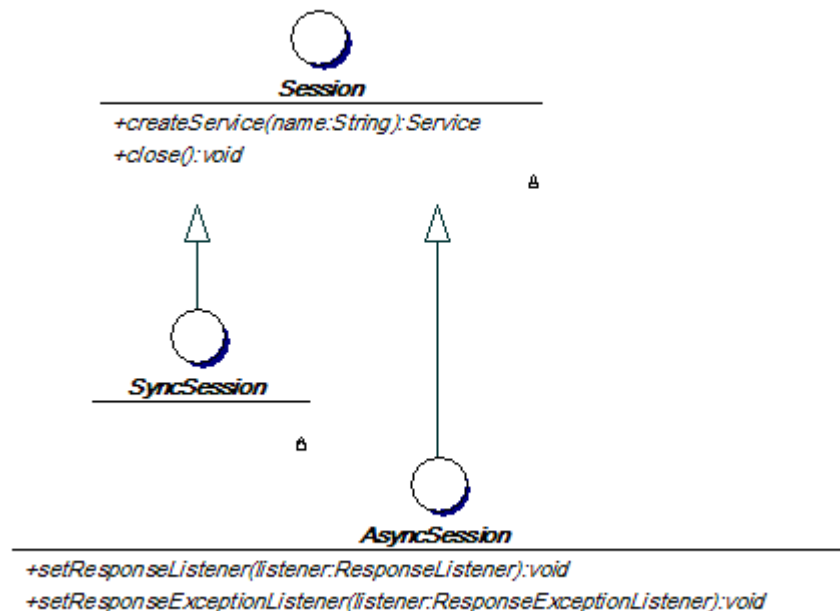 Session
+createService(name:String):Service
+close():void
SyncSession
AsyncSession
+setResponseListener(listener:ResponseListener):void
+setResponseExceptionListener(listener:ResponseExceptionListener):void